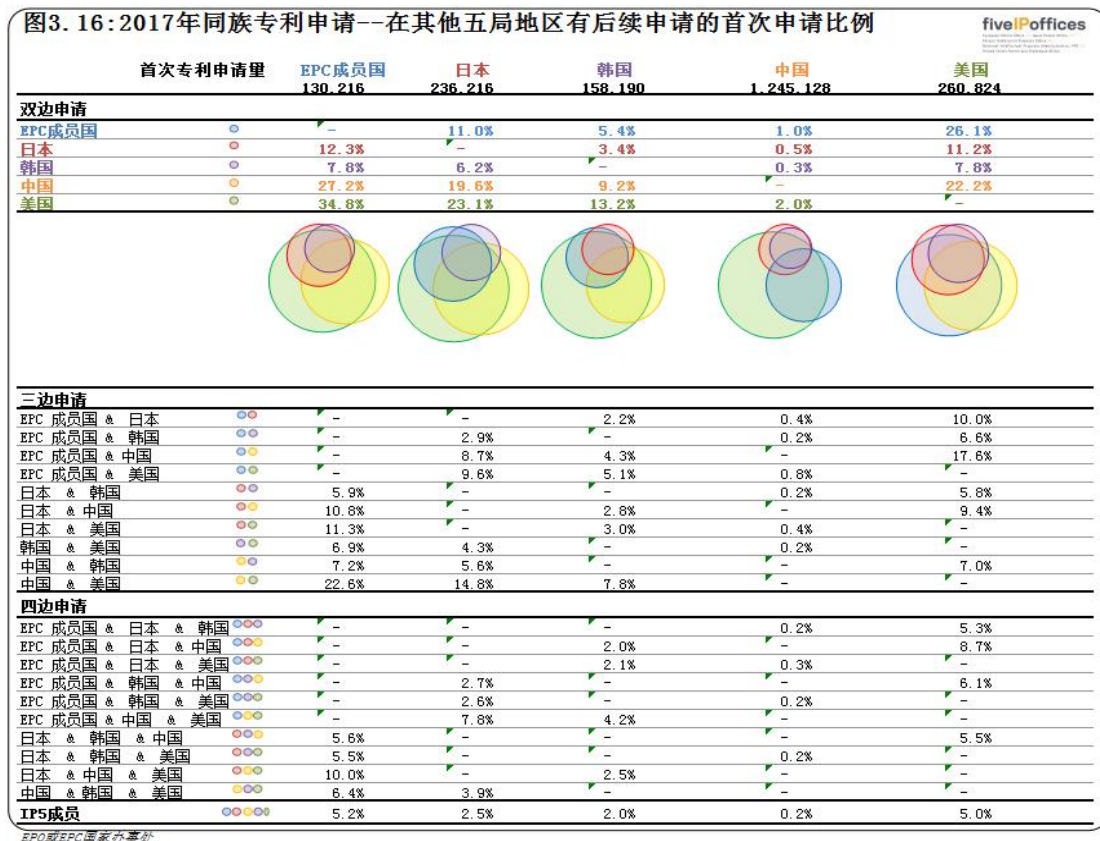 图3.16:2017年同族专利申请--在其他五局地区有后续申请的首次申请比例
fiveIPoffices
首次专利申请量 EPC成员国 日本 韩国 中国 美国
130.216 236.216 158.190 1.245.128 260.824
双边申请
EPC成员国 - 11.0% 5.4% 1.0% 26.1%
日本 12.3% - 3.4% 0.5% 11.2%
韩国 7.8% 6.2% - 0.3% 7.8%
中国 27.2% 19.6% 9.2% - 22.2%
美国 34.8% 23.1% 13.2% 2.0% -
三边申请
EPC 成员国 & 日本 - - 2.2% 0.4% 10.0%
EPC 成员国 & 韩国 - 2.9% - 0.2% 6.6%
EPC 成员国 & 中国 - 8.7% 4.3% - 17.6%
EPC 成员国 & 美国 - 9.6% 5.1% 0.8% -
日本 & 韩国 5.9% - - 0.2% 5.8%
日本 & 中国 10.8% - 2.8% - 9.4%
日本 & 美国 11.3% - 3.0% 0.4% -
韩国 & 美国 6.9% 4.3% - 0.2% -
中国 & 韩国 7.2% 5.6% - - 7.0%
中国 & 美国 22.6% 14.8% 7.8% - -
四边申请
EPC 成员国 & 日本 & 韩国 - - - 0.2% 5.3%
EPC 成员国 & 日本 & 中国 - - 2.0% - 8.7%
EPC 成员国 & 日本 & 美国 - - 2.1% 0.3% -
EPC 成员国 & 韩国 & 中国 - 2.7% - - 6.1%
EPC 成员国 & 韩国 & 美国 - 2.6% - 0.2% -
EPC 成员国 & 中国 & 美国 - 7.8% 4.2% - -
日本 & 韩国 & 中国 5.6% - - - 5.5%
日本 & 韩国 & 美国 5.5% - - 0.2% -
日本 & 中国 & 美国 10.0% - 2.5% - -
中国 & 韩国 & 美国 6.4% 3.9% - - -
IP5成员 5.2% 2.5% 2.0% 0.2% 5.0%
EPO或EPC国家办事处